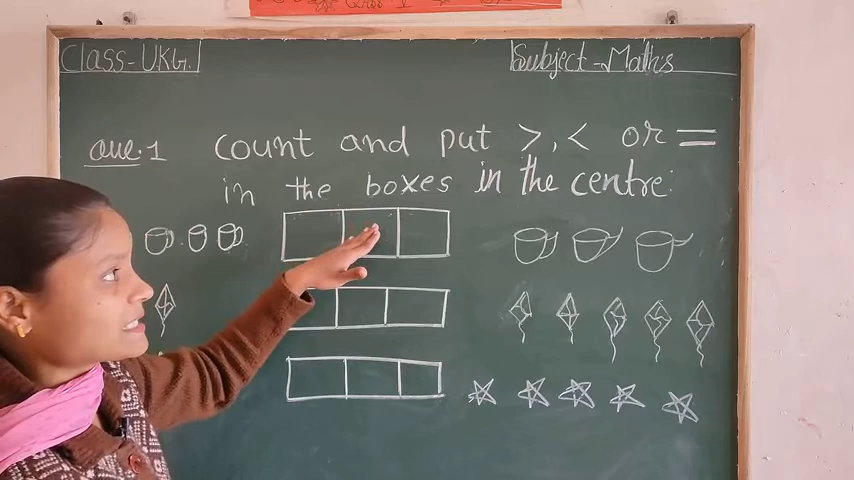 Class-UKG.
Subject-Maths
que.1 count and put >, < or =
in the boxes in the centre: